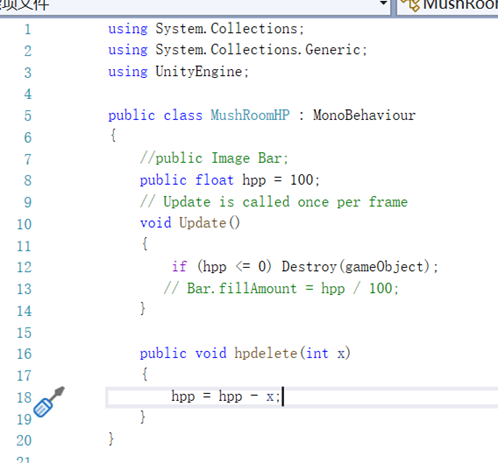 项文件
MushRoom
1 using System.Collections;
2 using System.Collections.Generic;
3 using UnityEngine;
4
5 public class MushRoomHP : MonoBehaviour
6 {
7 //public Image Bar;
8 public float hpp = 100;
9 // Update is called once per frame
10 void Update()
11 {
12 if (hpp <= 0) Destroy(gameObject);
13 // Bar.fillAmount = hpp / 100;
14 }
15
16 public void hpdelete(int x)
17 {
18 hpp = hpp - x;
19 }
20 }
21